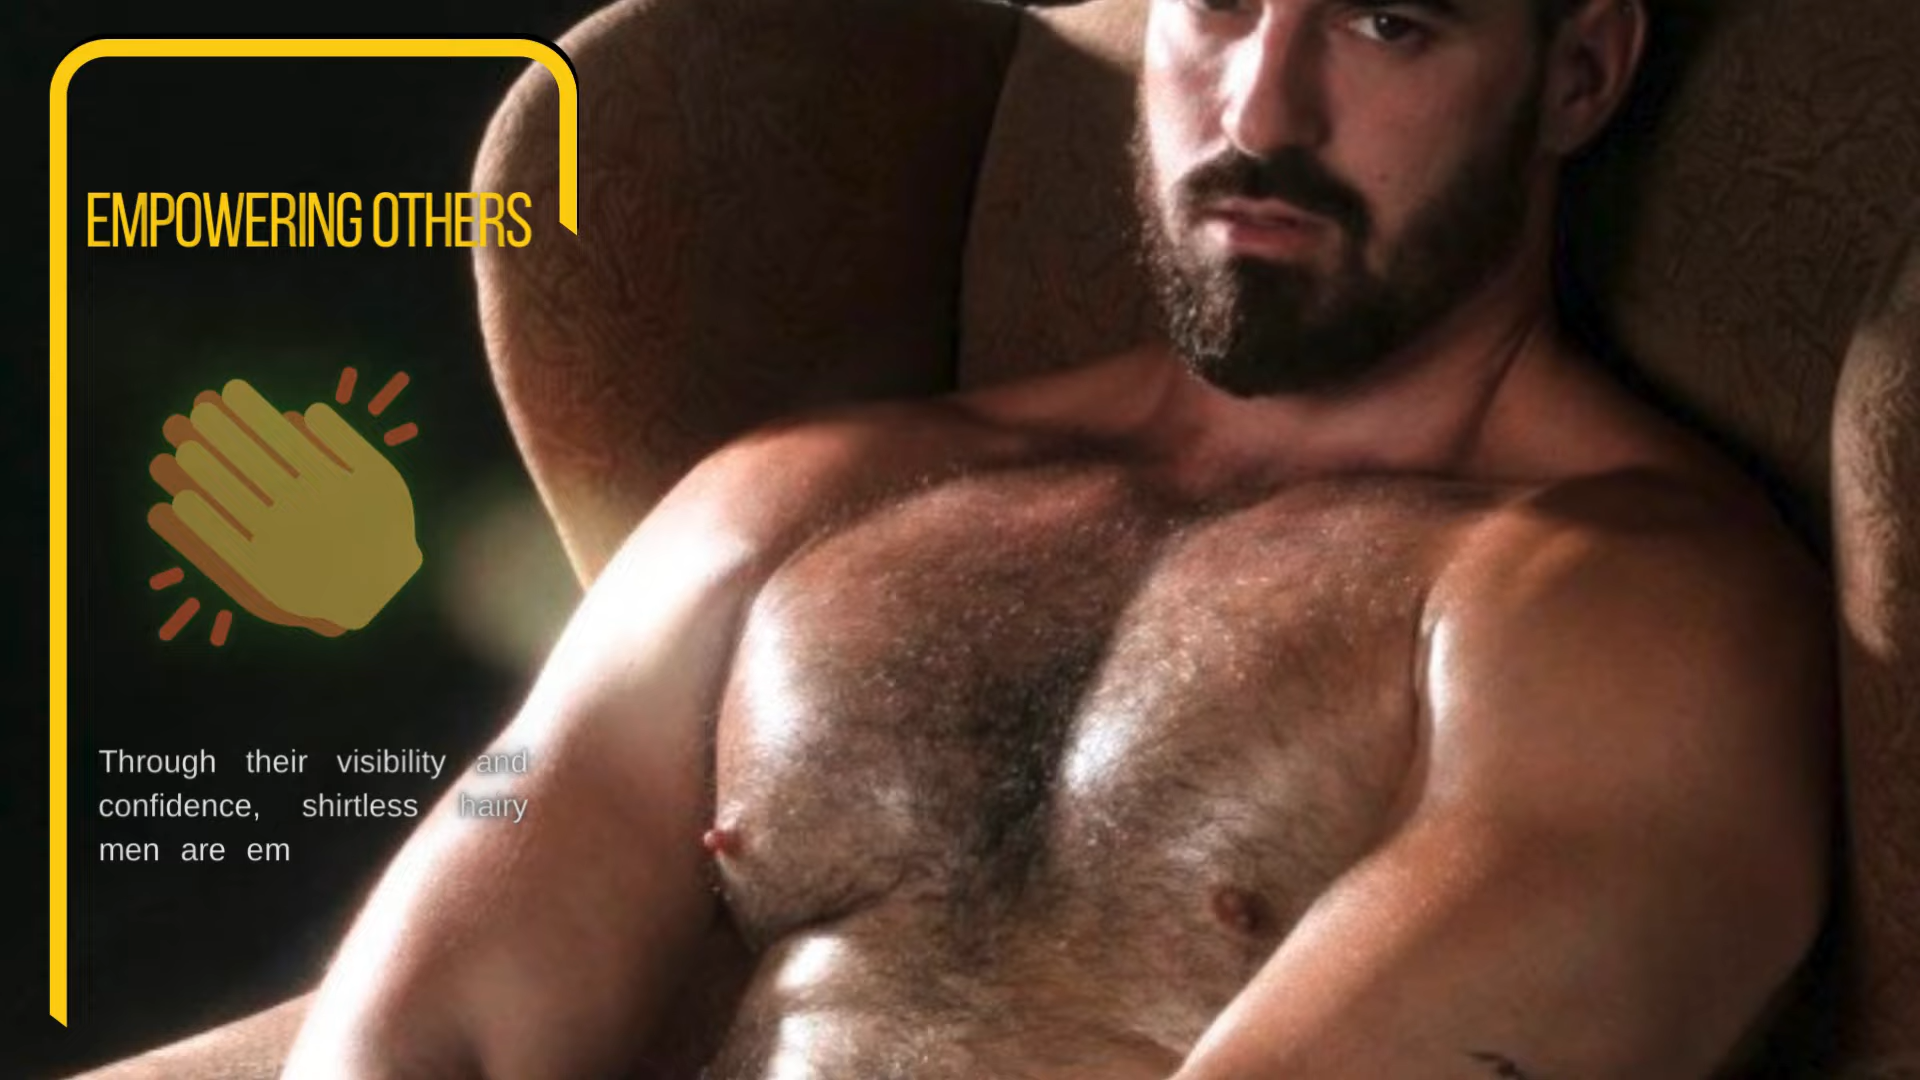 EMPOWERING OTHERS
Through their visibility and
confidence, shirtless hairy
men are em